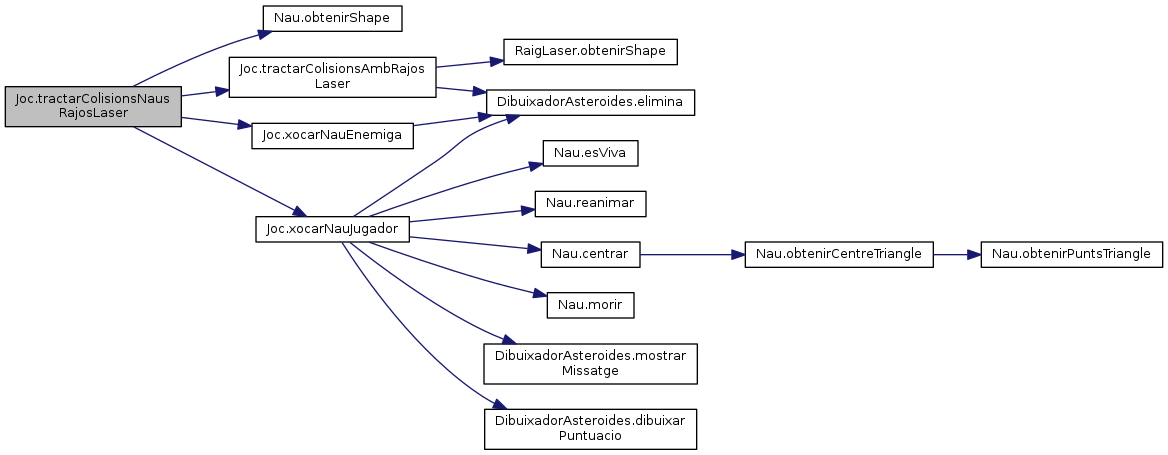 Nau.obtenirShape
RaigLaser.obtenirShape
Joc.tractarColisionsAmbRajos
Laser
Joc.tractarColisionsNaus
RajosLaser
DibuixadorAsteroides.elimina
Joc.xocarNauEnemiga
Nau.esViva
Nau.reanimar
Joc.xocarNauJugador
Nau.centrar
Nau.obtenirCentreTriangle
Nau.obtenirPuntsTriangle
Nau.morir
DibuixadorAsteroides.mostrar
Missatge
DibuixadorAsteroides.dibuixar
Puntuacio